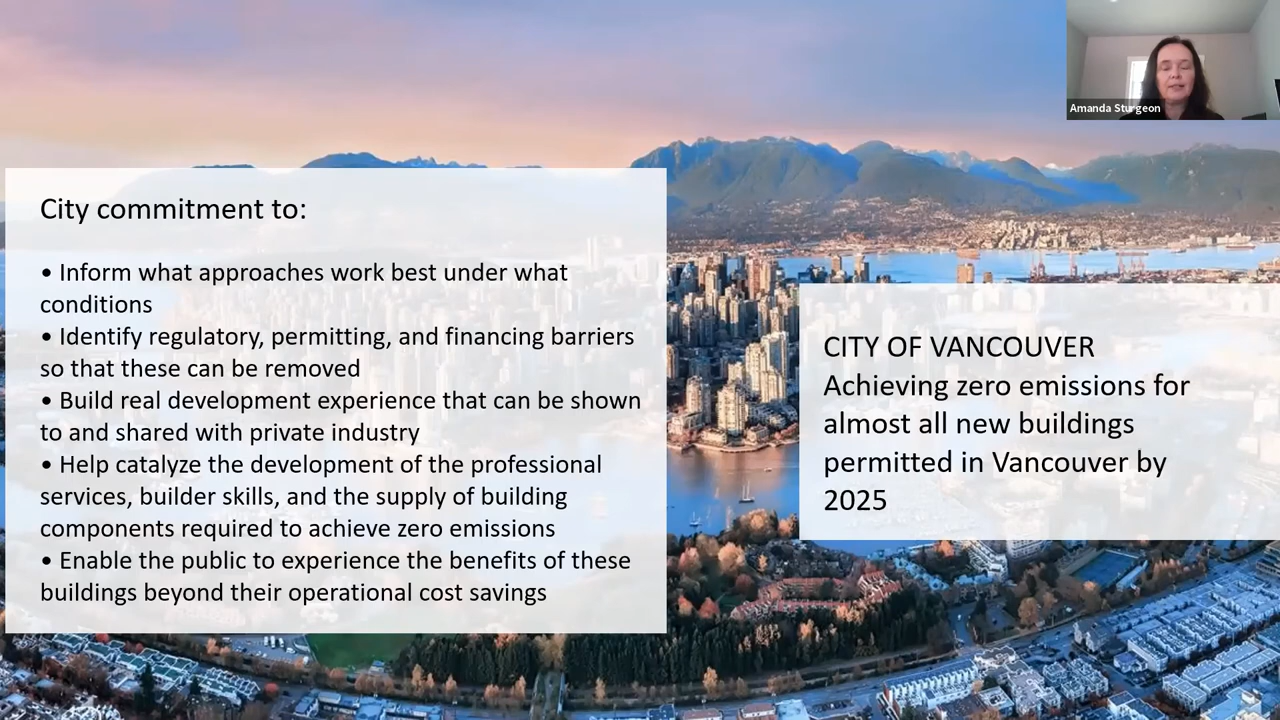 Amanda Sturgeon
City commitment to:
• Inform what approaches work best under what
conditions
• Identify regulatory, permitting, and financing barriers
so that these can be removed
• Build real development experience that can be shown
to and shared with private industry
• Help catalyze the development of the professional
services, builder skills, and the supply of building
components required to achieve zero emissions
• Enable the public to experience the benefits of these
buildings beyond their operational cost savings
CITY OF VANCOUVER
Achieving zero emissions for
almost all new buildings
permitted in Vancouver by
2025